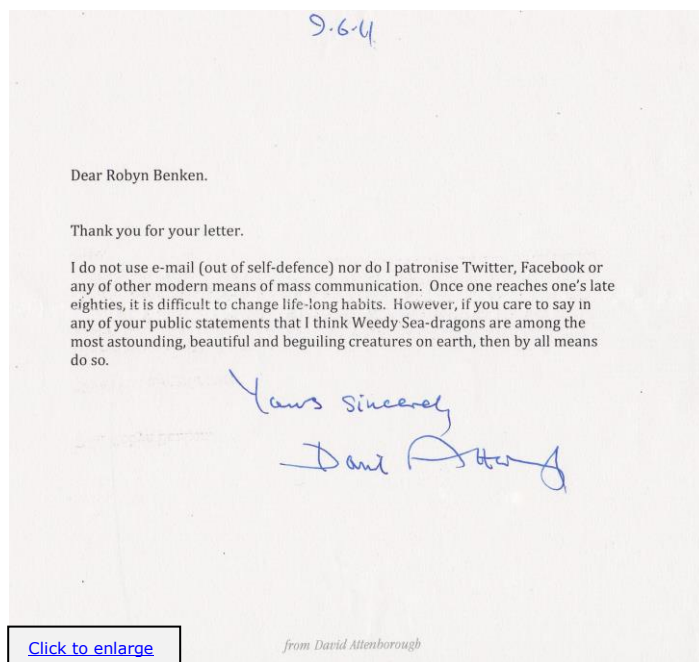 9.6.11
Dear Robyn Benken.
Thank you for your letter.
I do not use e-mail (out of self-defence) nor do I patronise Twitter, Facebook or
any of other modern means of mass communication.  Once one reaches one's late
eighties, it is difficult to change life-long habits.  However, if you care to say in
any of your public statements that I think Weedy Sea-dragons are among the
most astounding, beautiful and beguiling creatures on earth, then by all means
do so.
Yours sincerely
David Attenborough
from David Attenborough
Click to enlarge